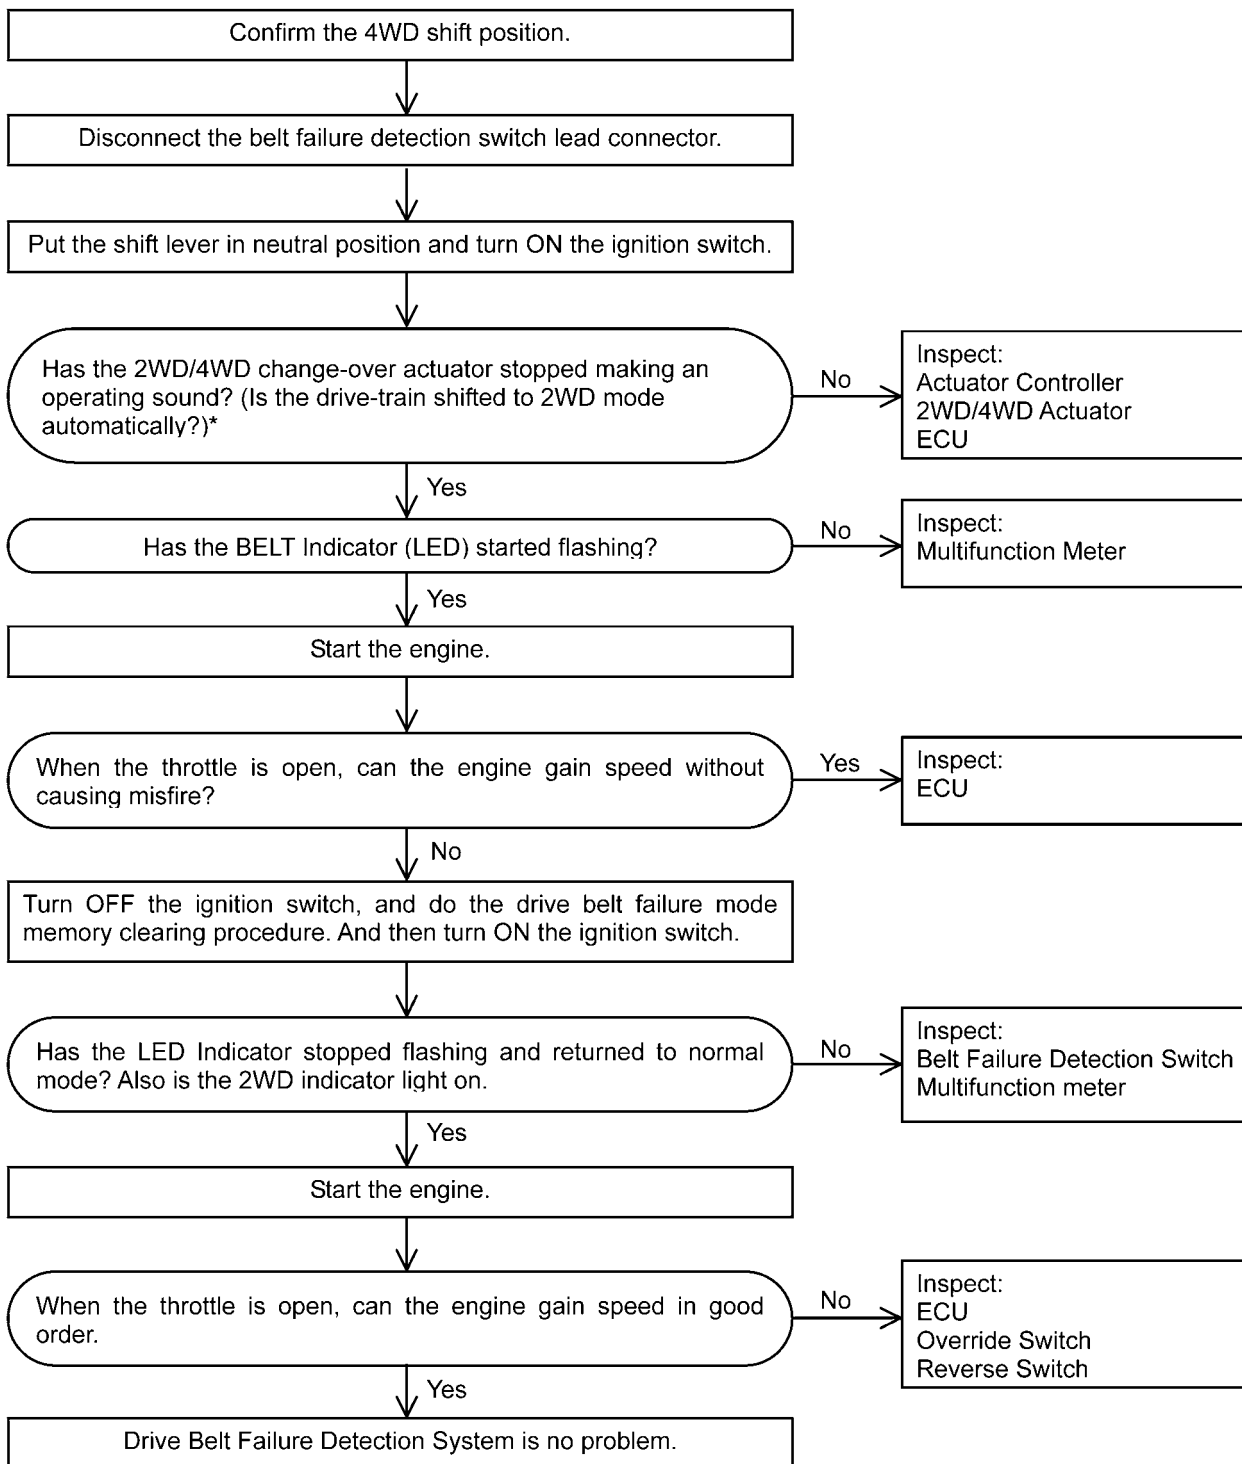 Confirm the 4WD shift position.
Disconnect the belt failure detection switch lead connector.
Put the shift lever in neutral position and turn ON the ignition switch.
Has the 2WD/4WD change-over actuator stopped making an
operating sound? (Is the drive-train shifted to 2WD mode
automatically?)*
No
Inspect:
Actuator Controller
2WD/4WD Actuator
ECU
Yes
Has the BELT Indicator (LED) started flashing?
No
Inspect:
Multifunction Meter
Yes
Start the engine.
When the throttle is open, can the engine gain speed without
causing misfire?
Yes
Inspect:
ECU
No
Turn OFF the ignition switch, and do the drive belt failure mode
memory clearing procedure. And then turn ON the ignition switch.
Has the LED Indicator stopped flashing and returned to normal
mode? Also is the 2WD indicator light on.
No
Inspect:
Belt Failure Detection Switch
Multifunction meter
Yes
Start the engine.
When the throttle is open, can the engine gain speed in good
order.
No
Inspect:
ECU
Override Switch
Reverse Switch
Yes
Drive Belt Failure Detection System is no problem.